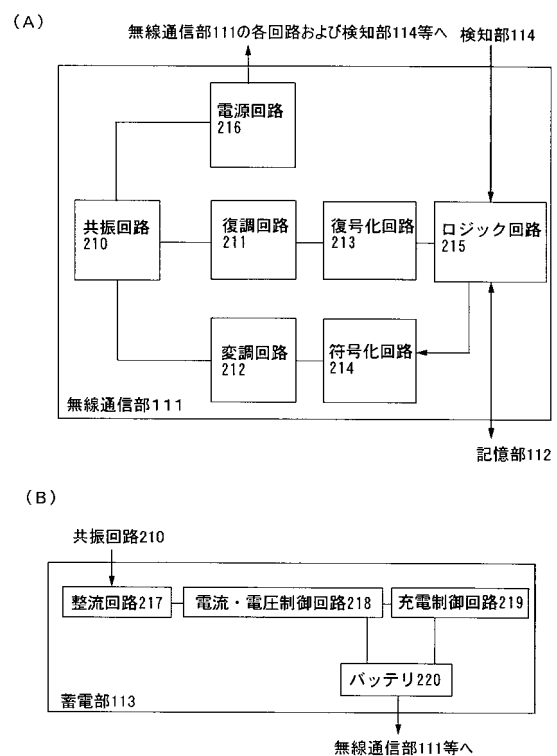 (A)
無線通信部111の各回路および検知部114等へ 検知部114
電源回路
216
共振回路
210
復調回路
211
復号化回路
213
ロジック回路
215
変調回路
212
符号化回路
214
無線通信部111
記憶部112
(B)
共振回路210
整流回路217
電流・電圧制御回路218
充電制御回路219
バッテリ220
蓄電部113
無線通信部111等へ